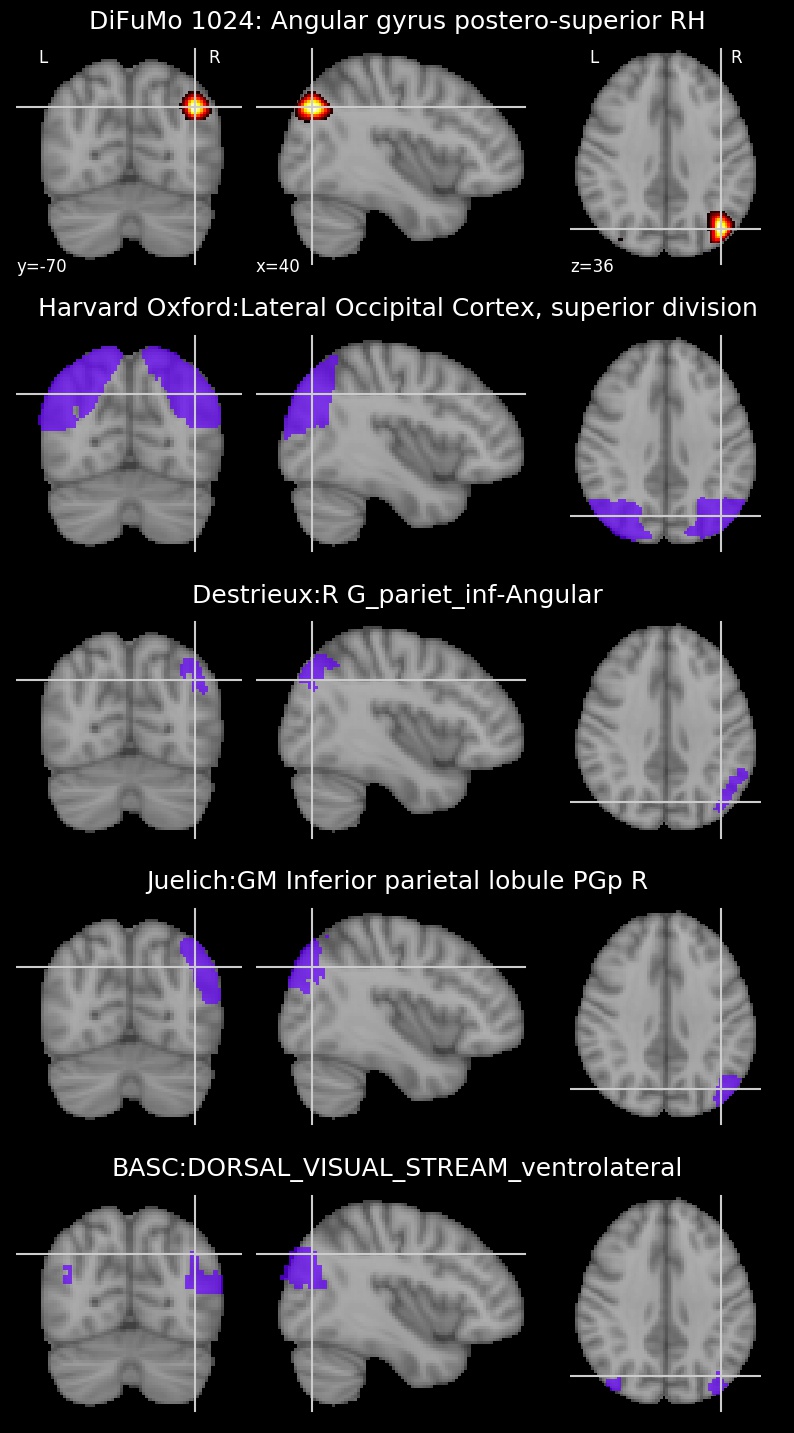 DiFuMo 1024: Angular gyrus postero-superior RH
L R L R
y=-70 x=40 z=36
Harvard Oxford:Lateral Occipital Cortex, superior division
Destrieux:R G_pariet_inf-Angular
Juelich:GM Inferior parietal lobule PGp R
BASC:DORSAL_VISUAL_STREAM_ventrolateral